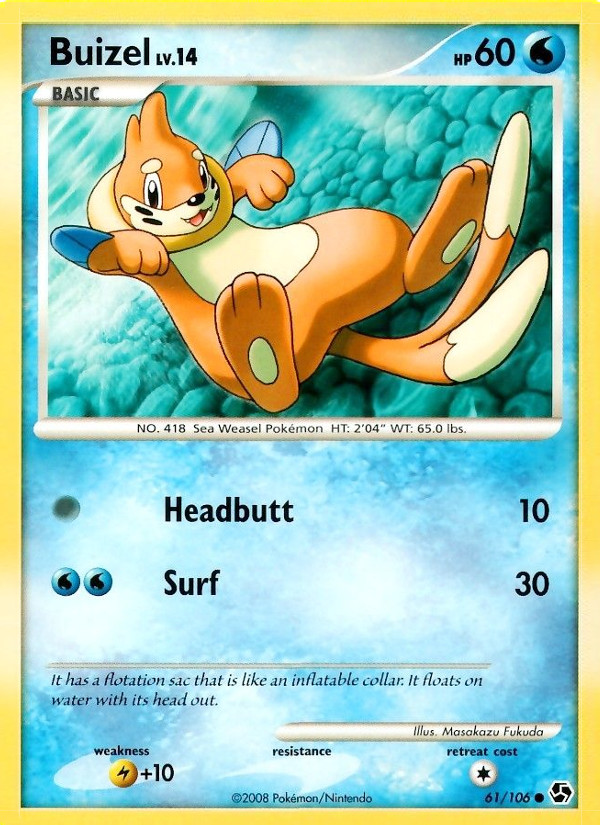 Buizel LV.14
HP 60
BASIC
NO. 418 Sea Weasel Pokémon HT: 2'04" WT: 65.0 lbs.
Headbutt 10
Surf 30
It has a flotation sac that is like an inflatable collar. It floats on
water with its head out.
Illus. Masakazu Fukuda
weakness resistance retreat cost
+10
©2008 Pokémon/Nintendo 61/106